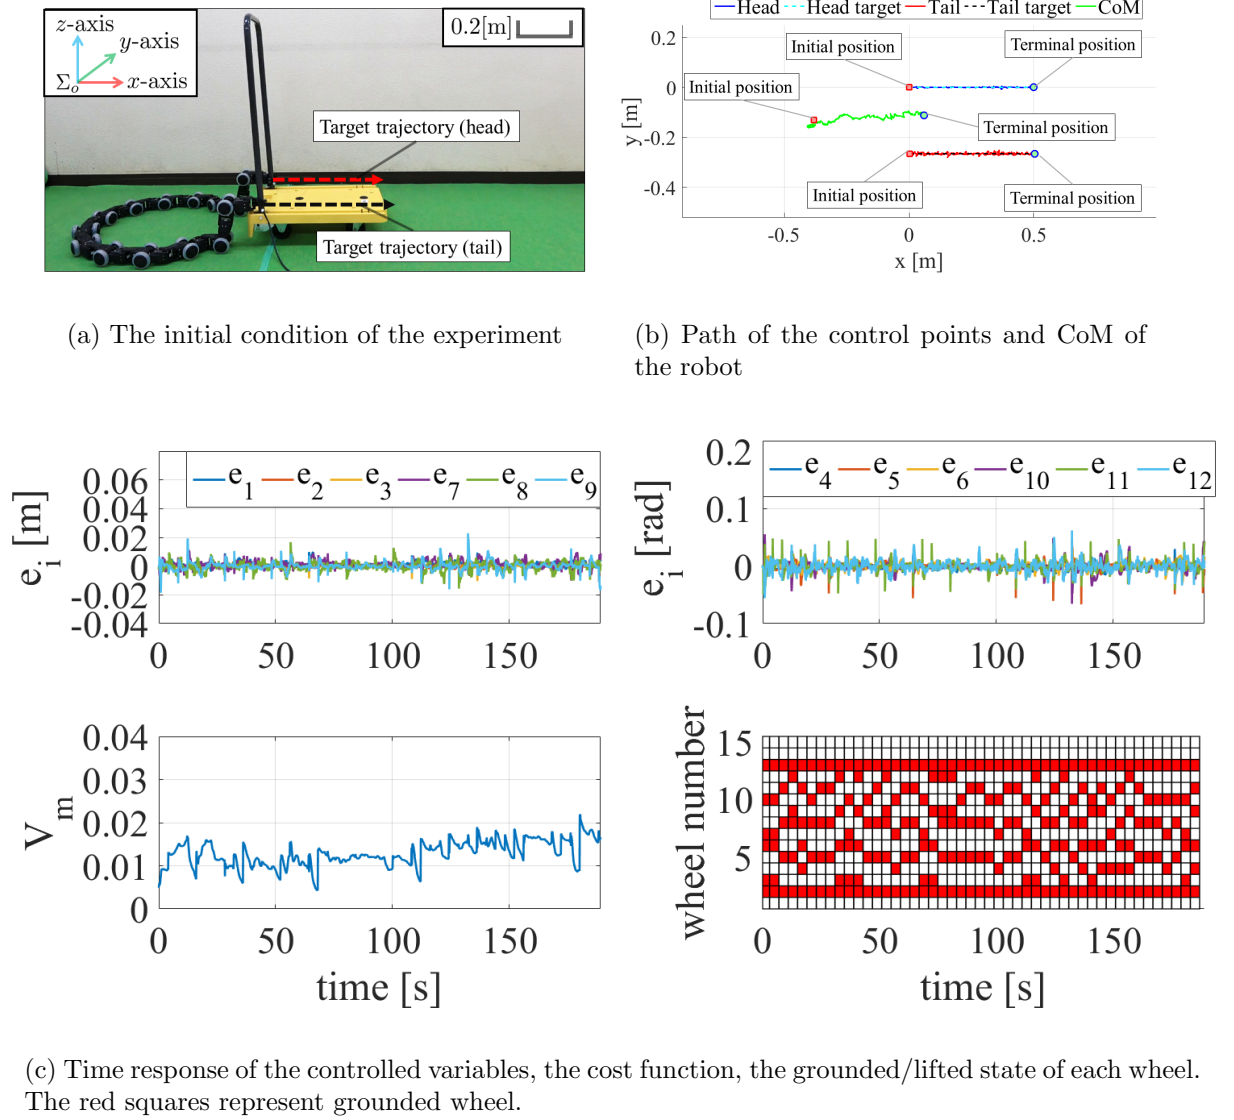 z-axis
y-axis
Σo x-axis
0.2[m]
Target trajectory (head)
Target trajectory (tail)
Head Head target Tail Tail target CoM
0.2
0
-0.2
-0.4
y [m]
Initial position
Terminal position
Initial position
Terminal position
Initial position
Terminal position
-0.5 0 0.5
x [m]
(a) The initial condition of the experiment
(b) Path of the control points and CoM of
the robot
e1 e2 e3 e7 e8 e9
0.06
0.04
0.02
0
-0.02
-0.04
ei [m]
0 50 100 150
e4 e5 e6 e10 e11 e12
0.2
0.1
0
-0.1
ei [rad]
0 50 100 150
0.04
0.03
0.02
0.01
0
Vm
0 50 100 150
time [s]
15
10
5
wheel number
0 50 100 150
time [s]
(c) Time response of the controlled variables, the cost function, the grounded/lifted state of each wheel.
The red squares represent grounded wheel.